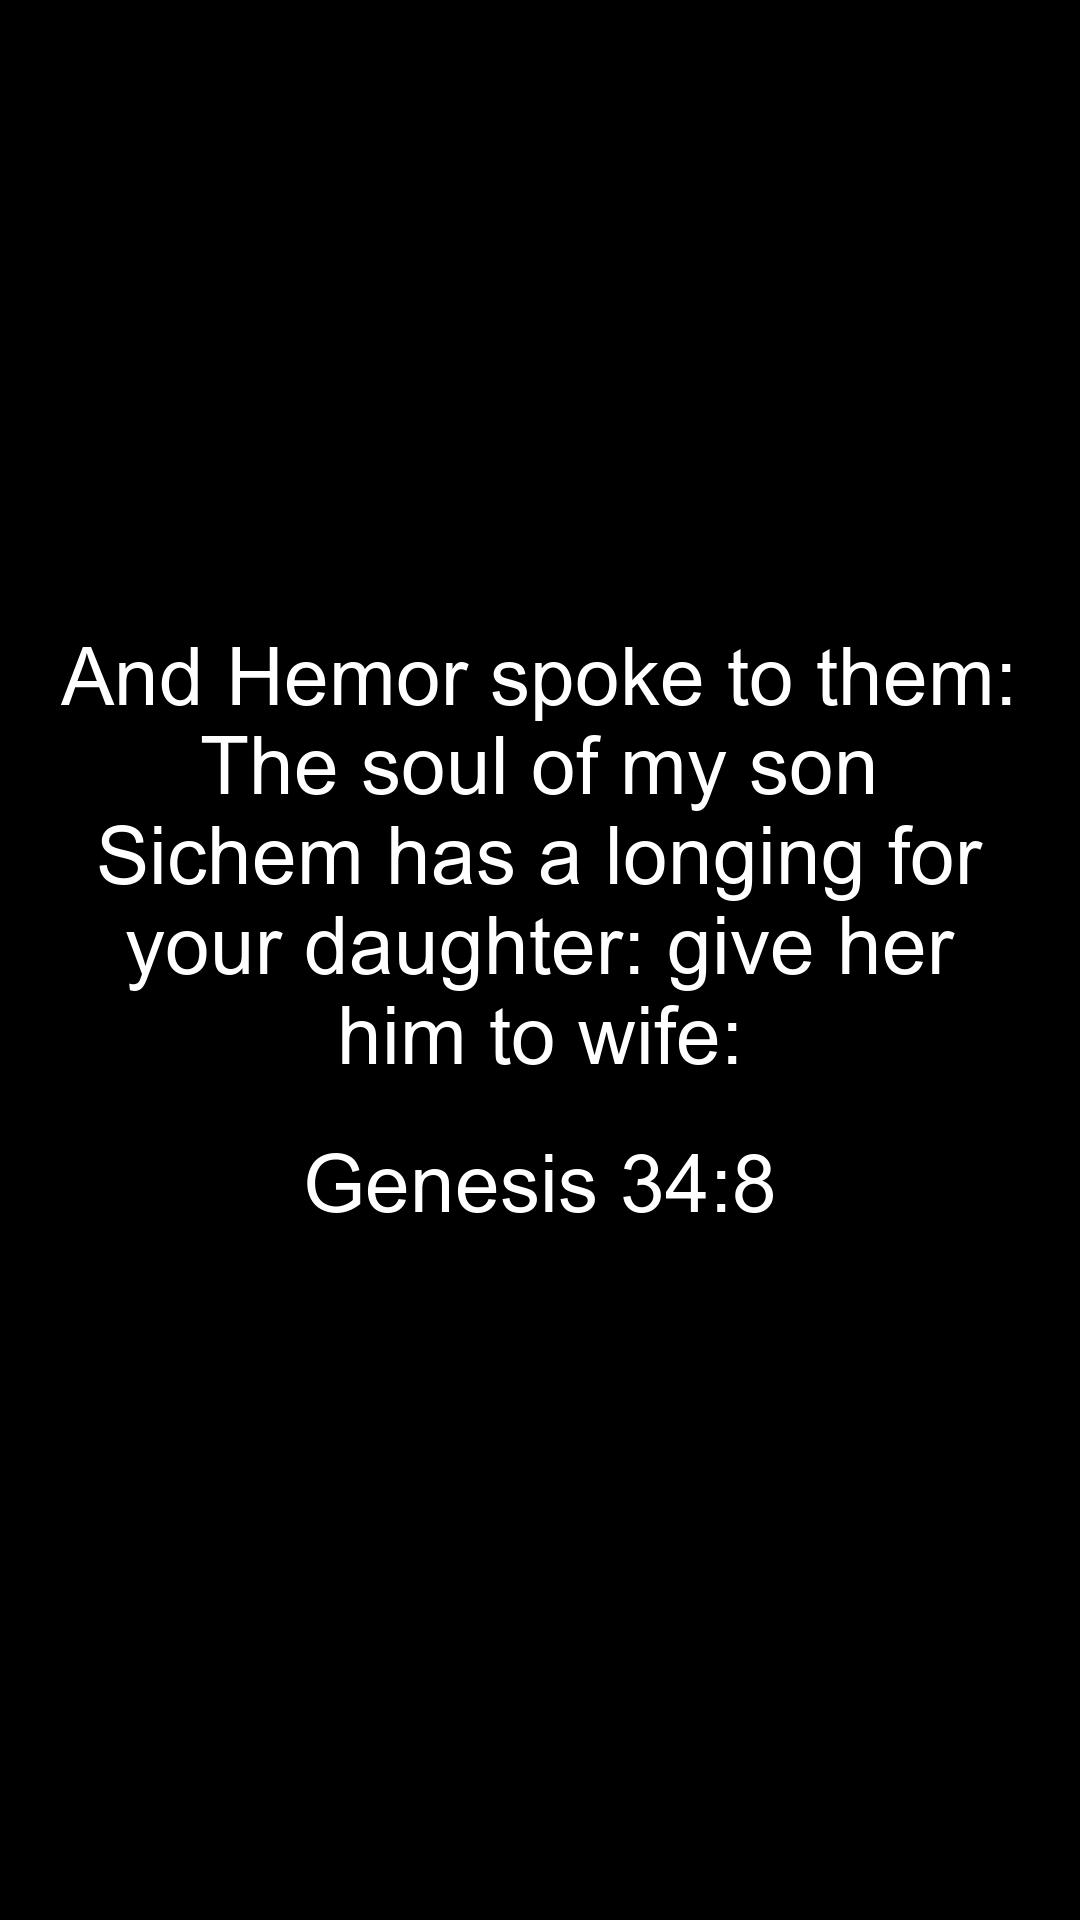 And Hemor spoke to them:
The soul of my son
Sichem has a longing for
your daughter: give her
him to wife:
Genesis 34:8